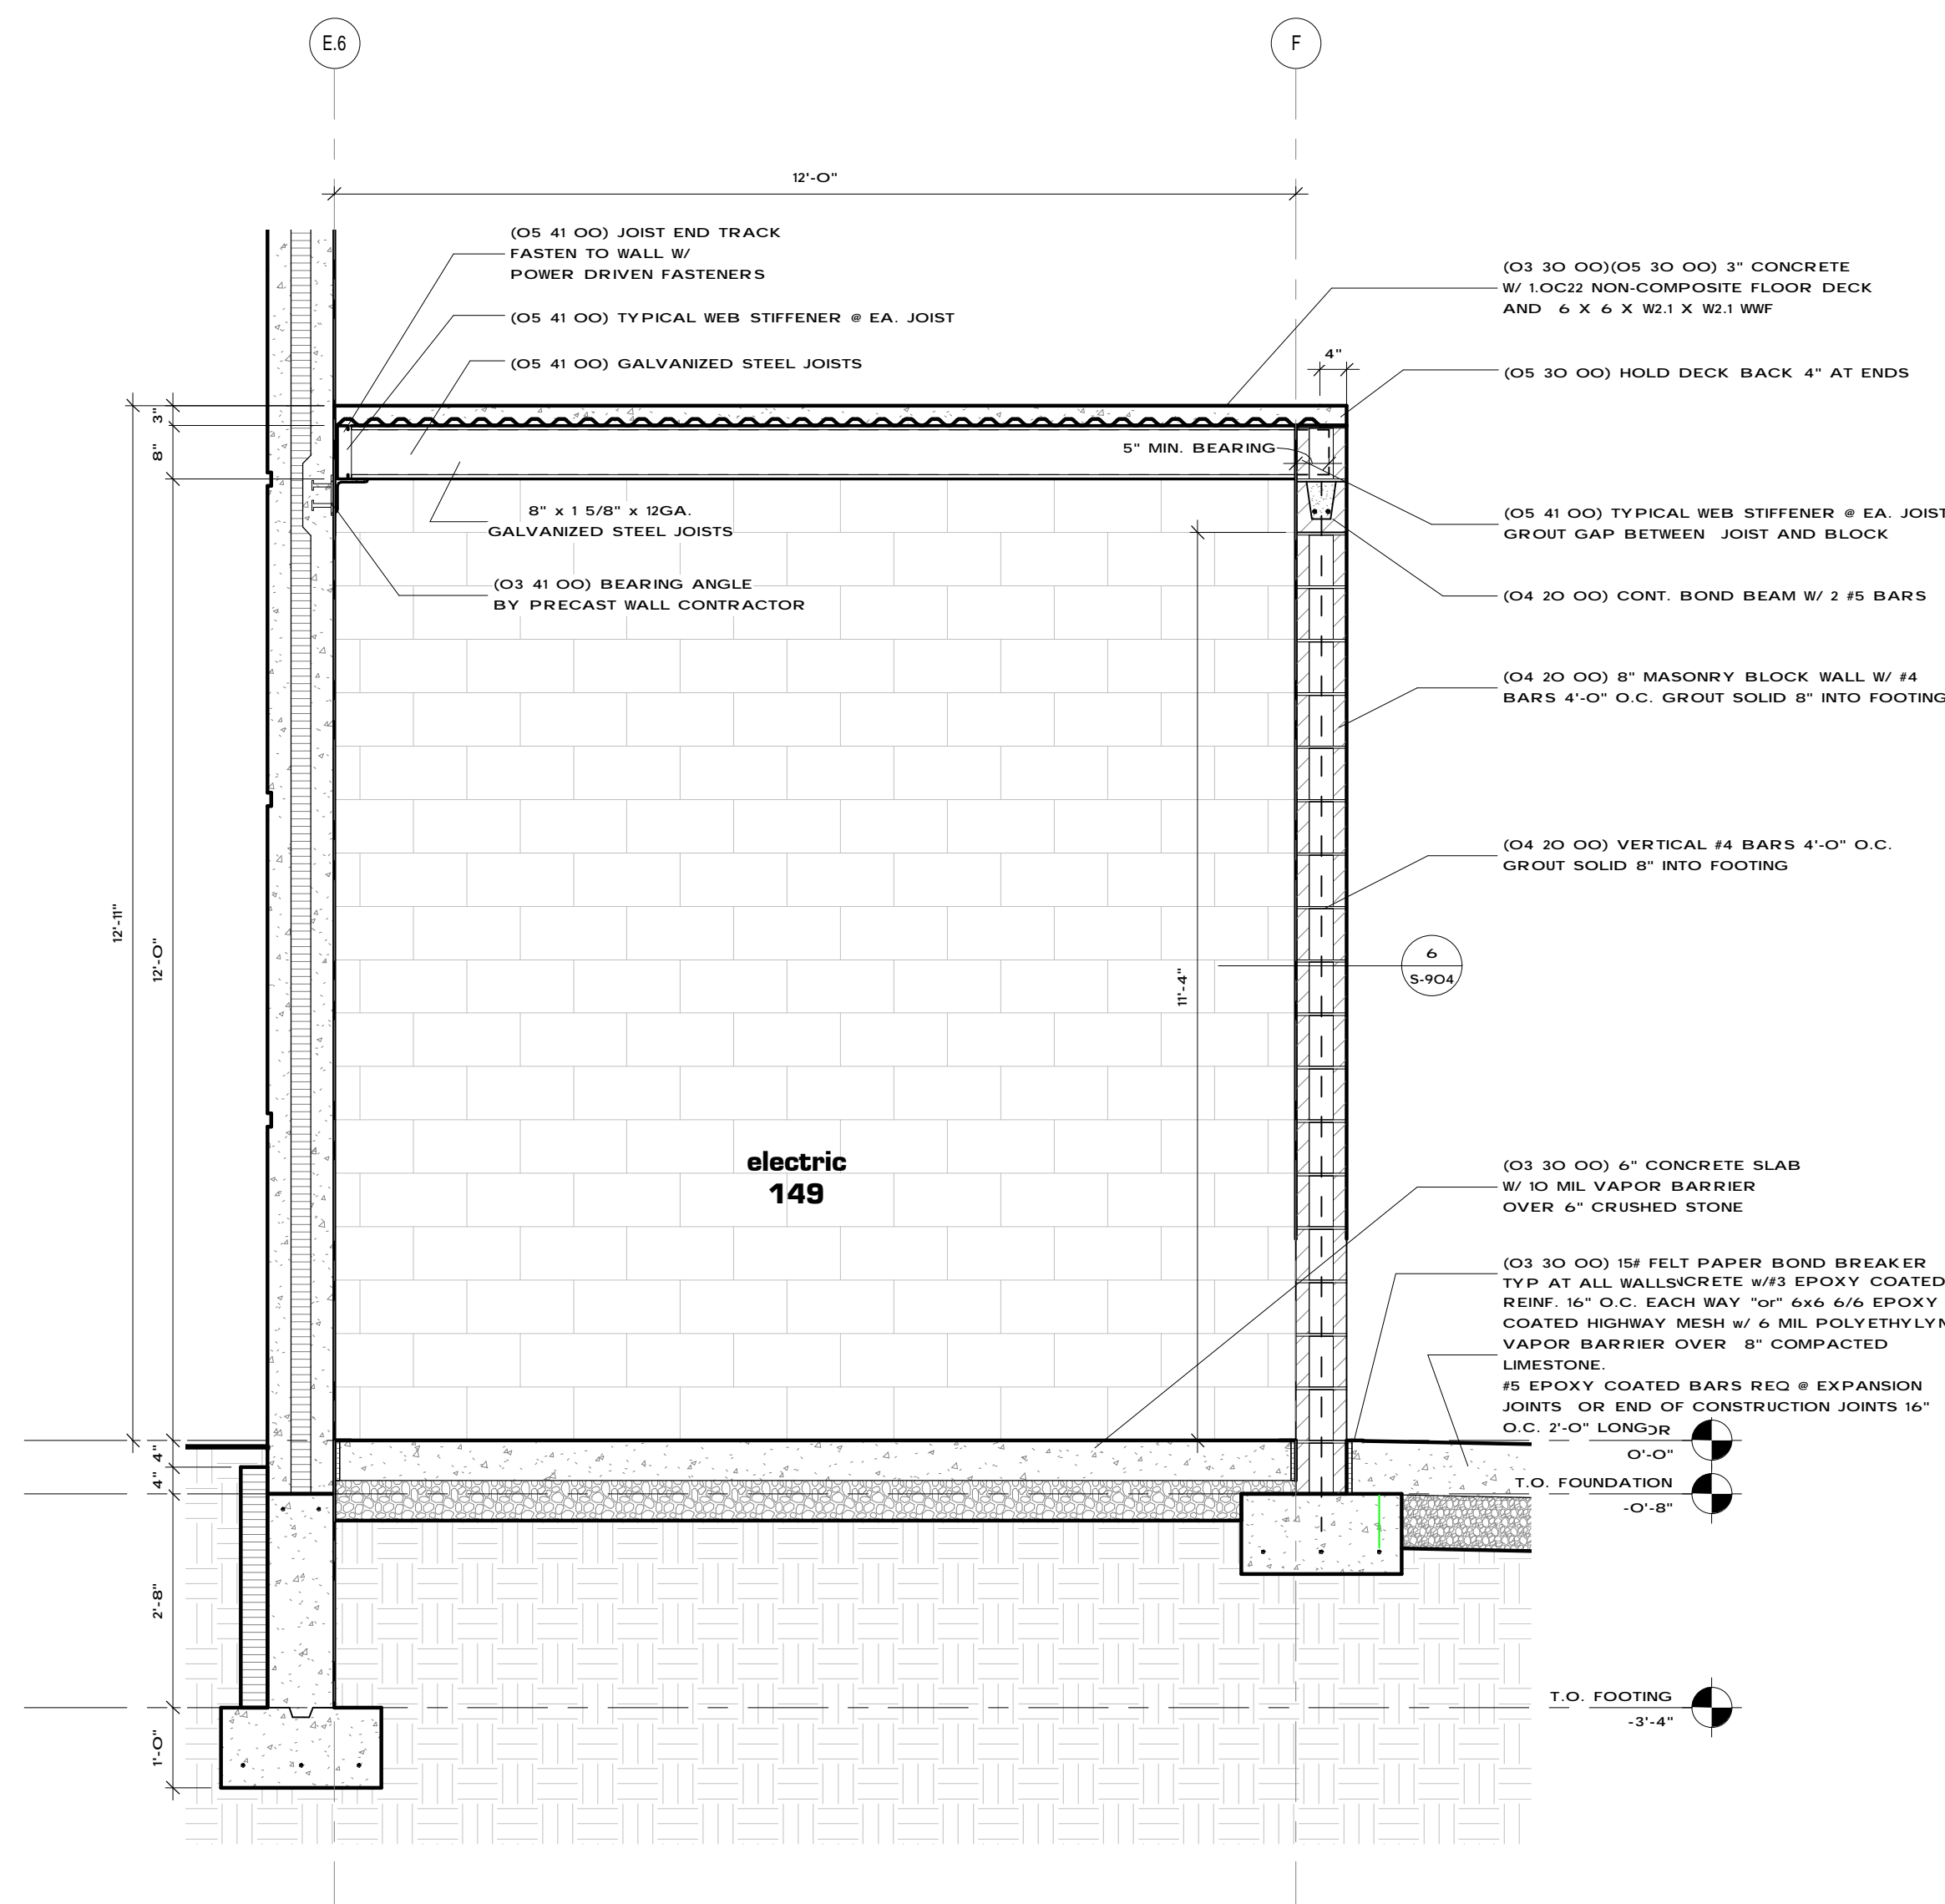 E.6
F
12'-0"
(05 41 00) JOIST END TRACK
FASTEN TO WALL W/
POWER DRIVEN FASTENERS
(05 41 00) TYPICAL WEB STIFFENER @ EA. JOIST
(05 41 00) GALVANIZED STEEL JOISTS
(03 30 00)(05 30 00) 3" CONCRETE
W/ 1.0C22 NON-COMPOSITE FLOOR DECK
AND 6 X 6 X W2.1 X W2.1 WWF
4"
(05 30 00) HOLD DECK BACK 4" AT ENDS
3"
8"
5" MIN. BEARING
8" x 1 5/8" x 12GA.
GALVANIZED STEEL JOISTS
(05 41 00) TYPICAL WEB STIFFENER @ EA. JOIST
GROUT GAP BETWEEN JOIST AND BLOCK
(03 41 00) BEARING ANGLE
BY PRECAST WALL CONTRACTOR
(04 20 00) CONT. BOND BEAM W/ 2 #5 BARS
(04 20 00) 8" MASONRY BLOCK WALL W/ #4
BARS 4'-0" O.C. GROUT SOLID 8" INTO FOOTING
(04 20 00) VERTICAL #4 BARS 4'-0" O.C.
GROUT SOLID 8" INTO FOOTING
12'-11"
12'-0"
11'-4"
6
S-904
electric
149
(03 30 00) 6" CONCRETE SLAB
W/ 10 MIL VAPOR BARRIER
OVER 6" CRUSHED STONE
(03 30 00) 15# FELT PAPER BOND BREAKER
TYP AT ALL WALLS
NCRETE w/#3 EPOXY COATED
REINF. 16" O.C. EACH WAY "or" 6x6 6/6 EPOXY
COATED HIGHWAY MESH w/ 6 MIL POLYETHYLYN
VAPOR BARRIER OVER 8" COMPACTED
LIMESTONE.
#5 EPOXY COATED BARS REQ @ EXPANSION
JOINTS OR END OF CONSTRUCTION JOINTS 16"
O.C. 2'-0" LONG
OR
0'-0"
T.O. FOUNDATION
-0'-8"
4"
4"
2'-8"
T.O. FOOTING
-3'-4"
1'-0"